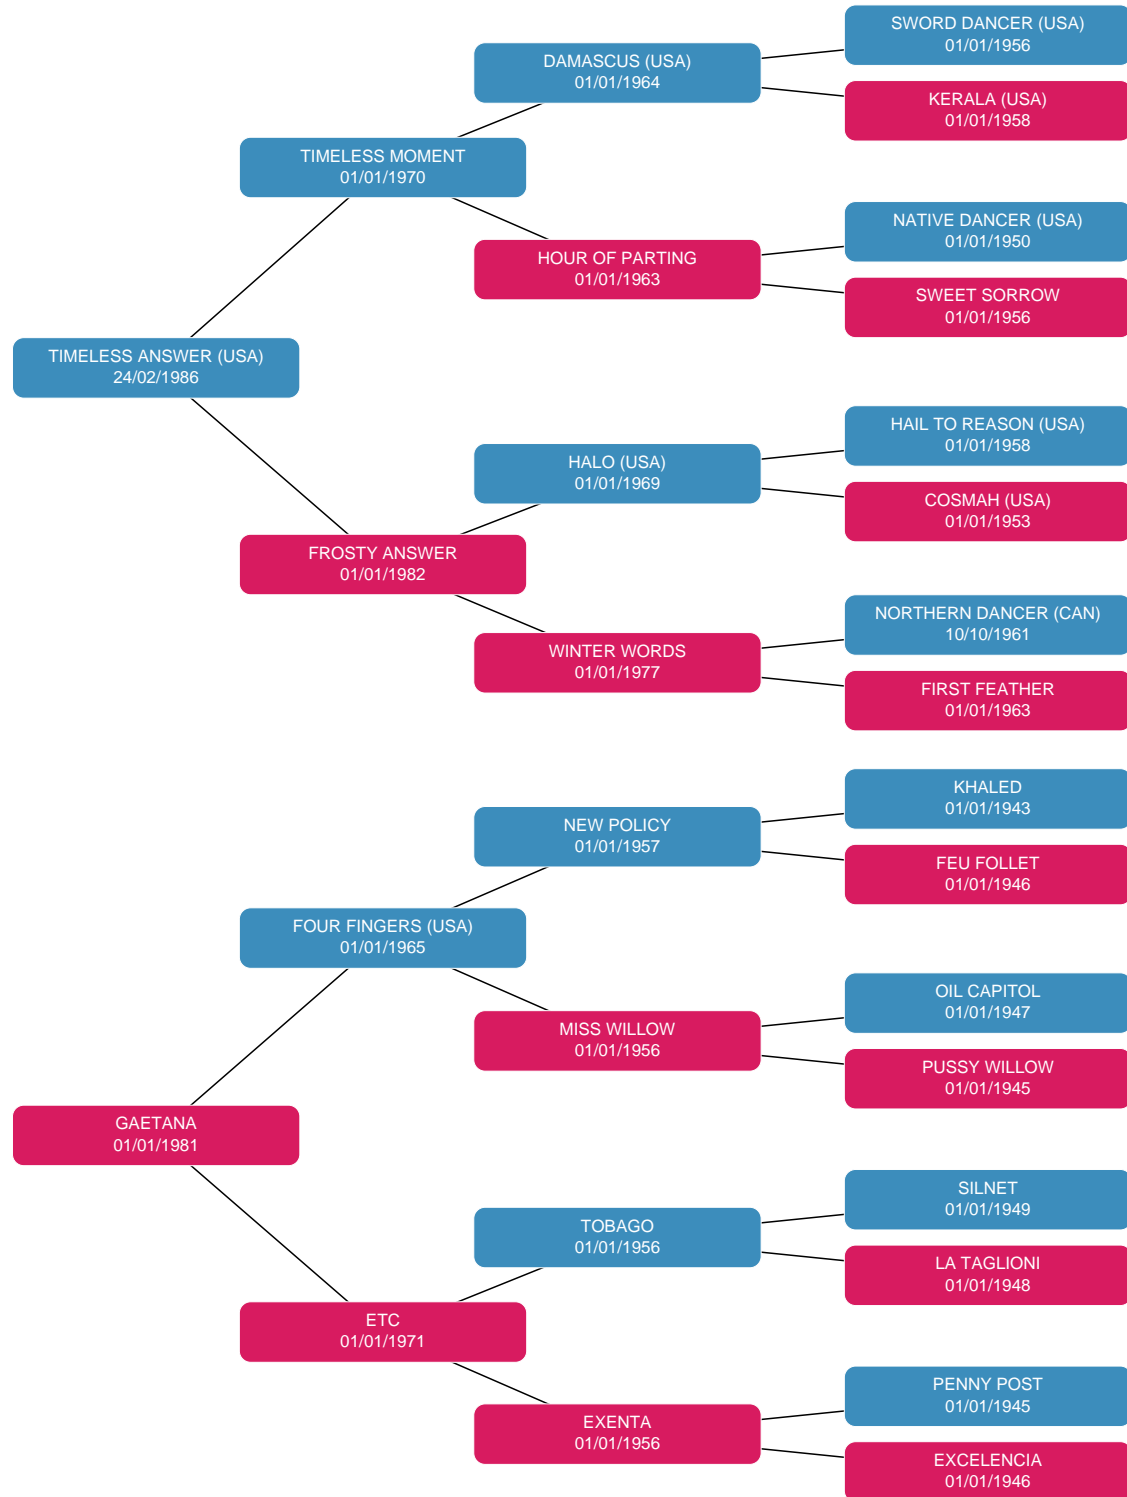 SWORD DANCER (USA)
01/01/1956
DAMASCUS (USA)
01/01/1964
KERALA (USA)
01/01/1958
TIMELESS MOMENT
01/01/1970
NATIVE DANCER (USA)
01/01/1950
HOUR OF PARTING
01/01/1963
SWEET SORROW
01/01/1956
TIMELESS ANSWER (USA)
24/02/1986
HAIL TO REASON (USA)
01/01/1958
HALO (USA)
01/01/1969
COSMAH (USA)
01/01/1953
FROSTY ANSWER
01/01/1982
NORTHERN DANCER (CAN)
10/10/1961
WINTER WORDS
01/01/1977
FIRST FEATHER
01/01/1963
KHALED
01/01/1943
NEW POLICY
01/01/1957
FEU FOLLET
01/01/1946
FOUR FINGERS (USA)
01/01/1965
OIL CAPITOL
01/01/1947
MISS WILLOW
01/01/1956
PUSSY WILLOW
01/01/1945
GAETANA
01/01/1981
SILNET
01/01/1949
TOBAGO
01/01/1956
LA TAGLIONI
01/01/1948
ETC
01/01/1971
PENNY POST
01/01/1945
EXENTA
01/01/1956
EXCELENCIA
01/01/1946